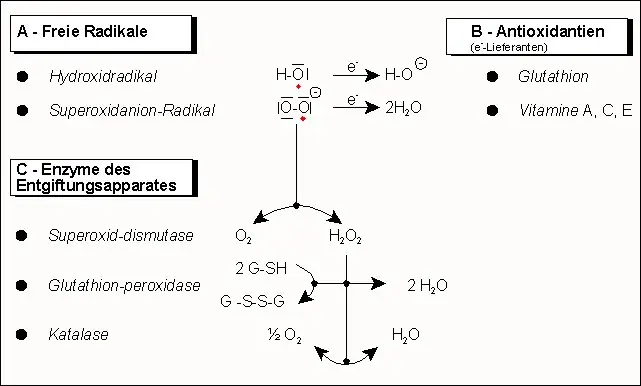 A - Freie Radikale
B - Antioxidantien
(e⁻-Lieferanten)
Hydroxidradikal
H-O| e⁻ H-O⊖
Glutathion
Superoxidanion-Radikal
|O-O|⊖ e⁻ 2H₂O
Vitamine A, C, E
C - Enzyme des
Entgiftungsapparates
Superoxid-dismutase
O₂ H₂O₂
2 G-SH
Glutathion-peroxidase
2 H₂O
G -S-S-G
Katalase
½ O₂ H₂O